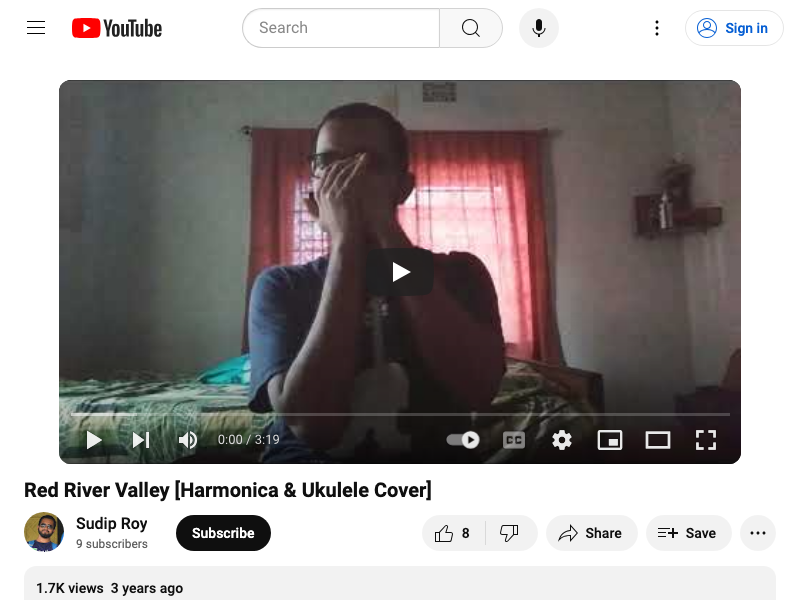 YouTube
Search
Sign in
0:00 / 3:19
CC
Red River Valley [Harmonica & Ukulele Cover]
Sudip Roy
9 subscribers
Subscribe
8
Share
Save
1.7K views 3 years ago